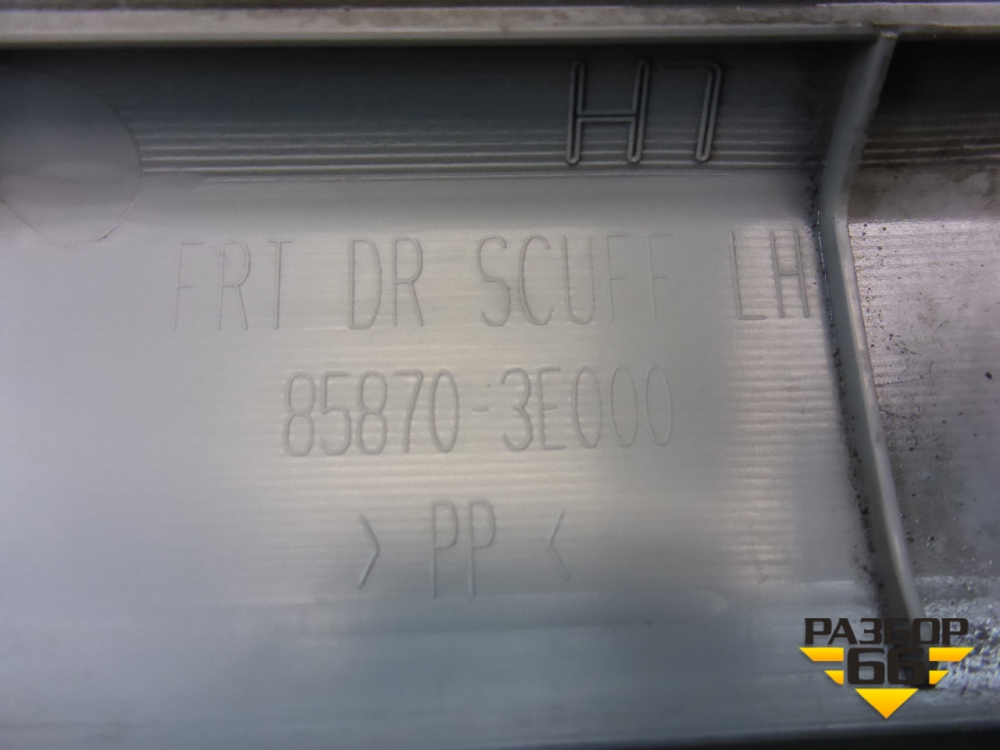 H7
FRT DR SCUFF LH
85870-3E000
> PP <
РАЗБОР
66